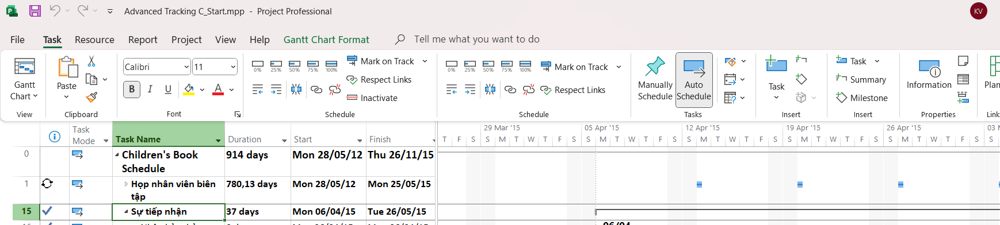 Advanced Tracking C_Start.mpp - Project Professional
KV
File Task Resource Report Project View Help Gantt Chart Format Tell me what you want to do
Gantt Chart
View
Paste
Clipboard
Calibri 11
B I U A
Font
0% 25% 50% 75% 100%
Mark on Track
Respect Links
Inactivate
Schedule
0% 25% 50% 75% 100%
Mark on Track
Respect Links
Schedule
Manually Schedule
Auto Schedule
Tasks
Task
Insert
Task
Summary
Milestone
Insert
Information
Properties
Plan
Link
Task Mode Task Name Duration Start Finish
29 Mar '15 05 Apr '15 12 Apr '15 19 Apr '15 26 Apr '15 03 M
T F S S M T W T F S S M T W T F S S M T W T F S S M T W T F S S M T W T F S S M
0 Children's Book Schedule 914 days Mon 28/05/12 Thu 26/11/15
1 Họp nhân viên biên tập 780,13 days Mon 28/05/12 Mon 25/05/15
15 Sự tiếp nhận 37 days Mon 06/04/15 Tue 26/05/15
06/04